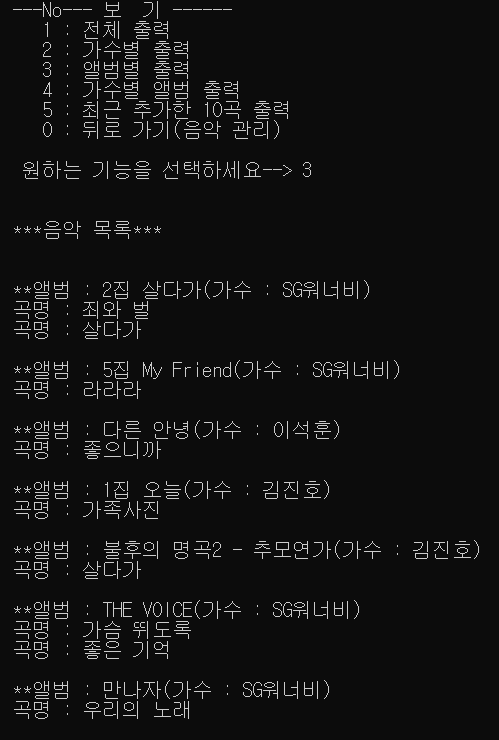 ---No--- 보  기 ------
1 : 전체 출력
2 : 가수별 출력
3 : 앨범별 출력
4 : 가수별 앨범 출력
5 : 최근 추가한 10곡 출력
0 : 뒤로 가기(음악 관리)
원하는 기능을 선택하세요--> 3
***음악 목록***
**앨범 : 2집 살다가(가수 : SG워너비)
곡명 : 죄와 벌
곡명 : 살다가
**앨범 : 5집 My Friend(가수 : SG워너비)
곡명 : 라라라
**앨범 : 다른 안녕(가수 : 이석훈)
곡명 : 좋으니까
**앨범 : 1집 오늘(가수 : 김진호)
곡명 : 가족사진
**앨범 : 불후의 명곡2 - 추모연가(가수 : 김진호)
곡명 : 살다가
**앨범 : THE VOICE(가수 : SG워너비)
곡명 : 가슴 뛰도록
곡명 : 좋은 기억
**앨범 : 만나자(가수 : SG워너비)
곡명 : 우리의 노래